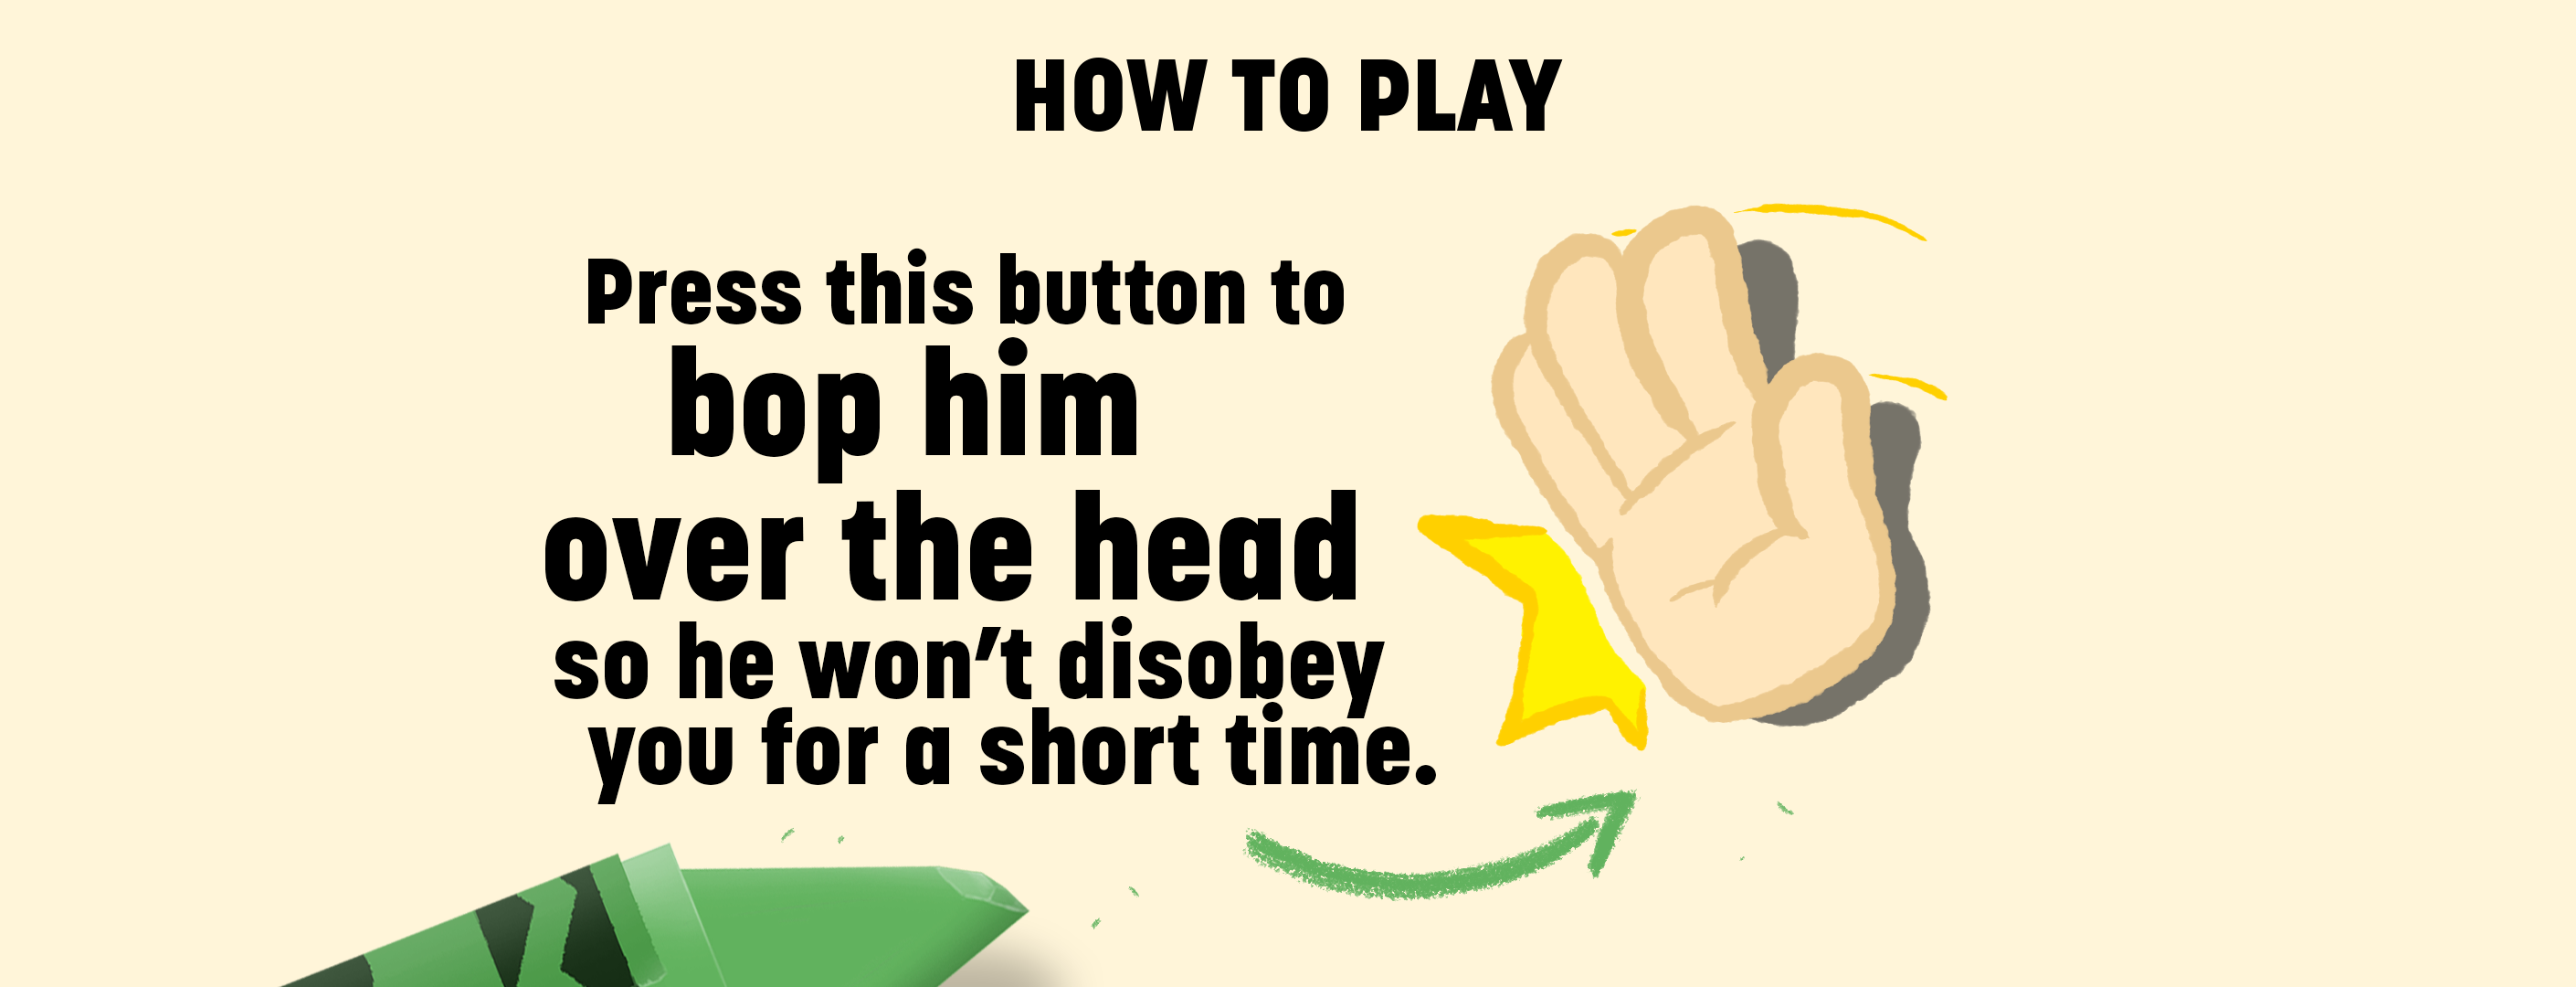 HOW TO PLAY
Press this button to
bop him
over the head
so he won’t disobey
you for a short time.